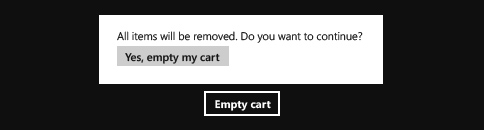 All items will be removed. Do you want to continue?
Yes, empty my cart
Empty cart